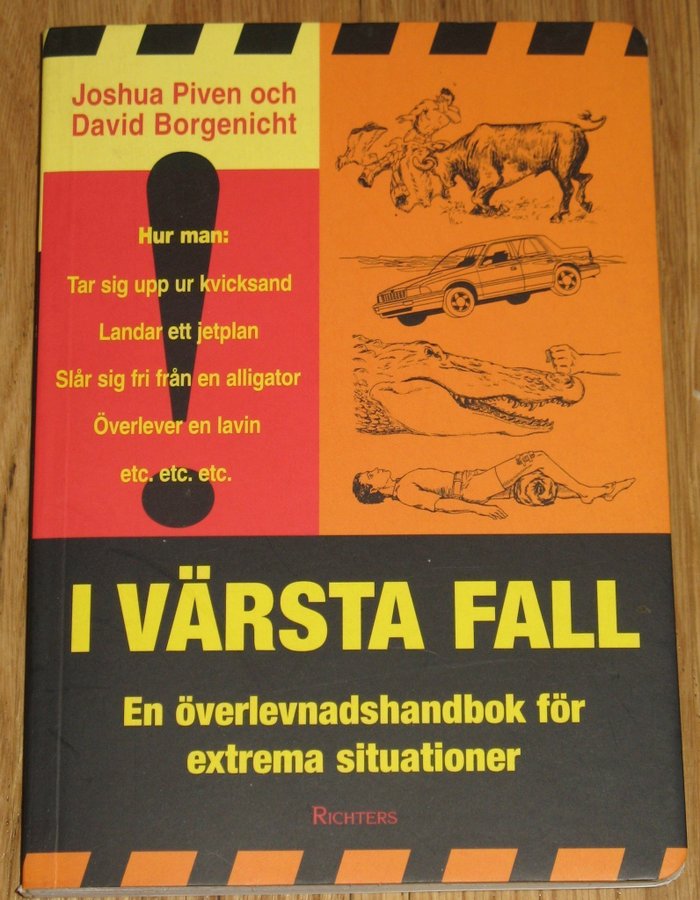 Joshua Piven och
David Borgenicht
Hur man:
Tar sig upp ur kvicksand
Landar ett jetplan
Slår sig fri från en alligator
Överlever en lavin
etc. etc. etc.
I VÄRSTA FALL
En överlevnadshandbok för
extrema situationer
RICHTERS